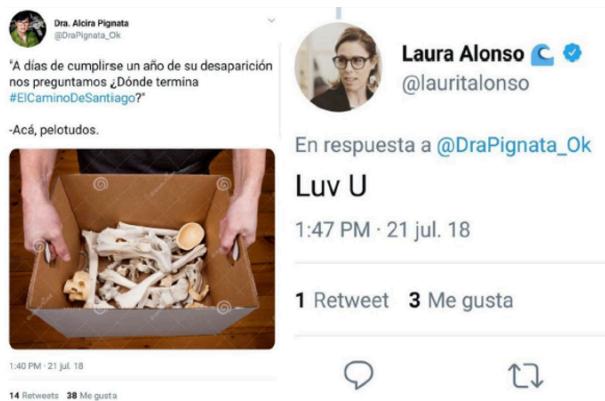 Dra. Alcira Pignata
@DraPignata_Ok
"A días de cumplirse un año de su desaparición
nos preguntamos ¿Dónde termina
#ElCaminoDeSantiago?"
-Acá, pelotudos.
1:40 PM · 21 jul. 18
14 Retweets 38 Me gusta
Laura Alonso
@lauritalonso
En respuesta a @DraPignata_Ok
Luv U
1:47 PM · 21 jul. 18
1 Retweet 3 Me gusta